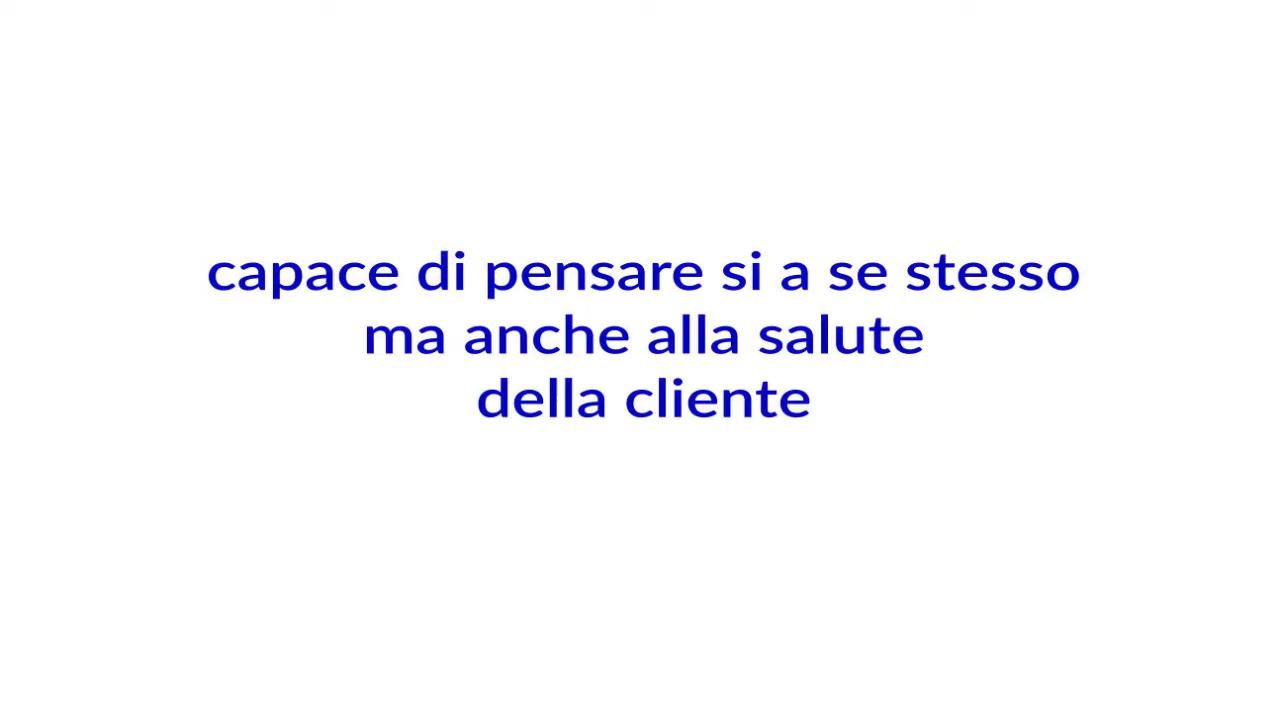 capace di pensare si a se stesso
ma anche alla salute
della cliente